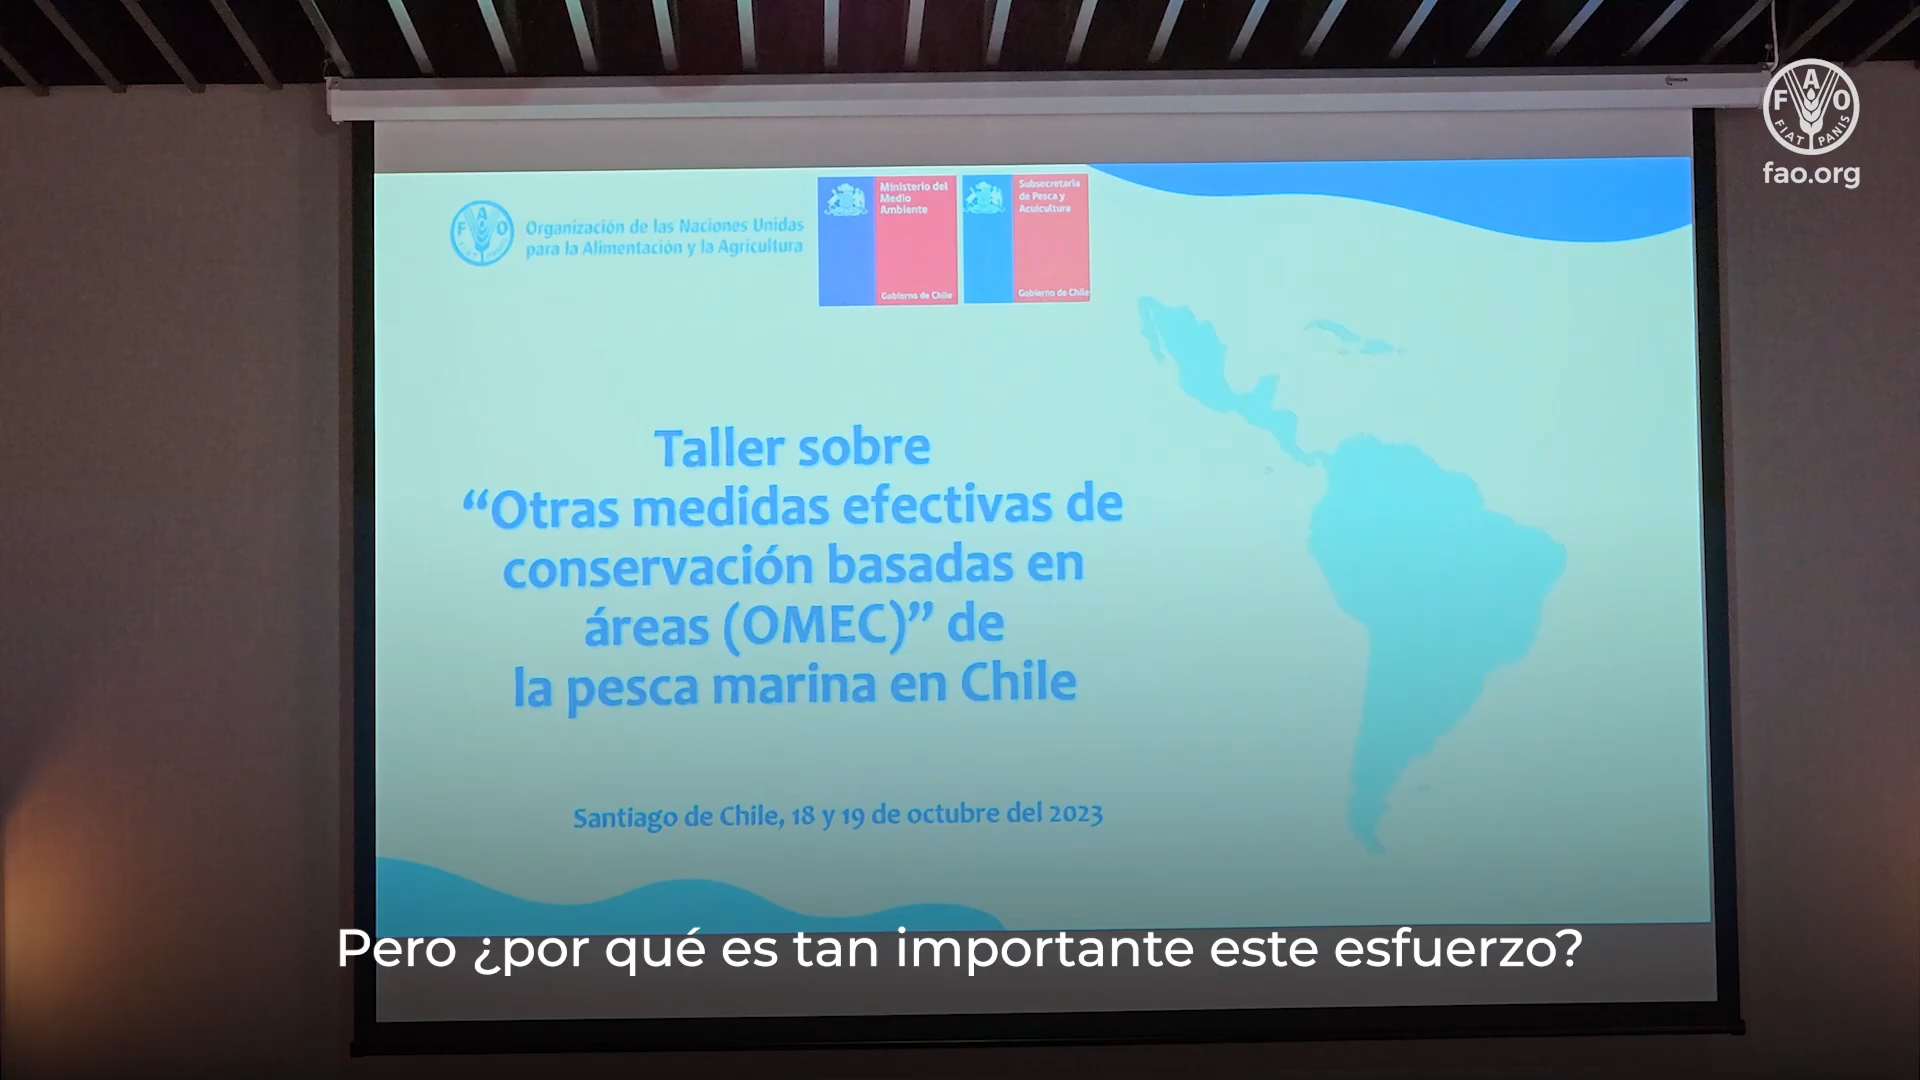 FAO
FIAT PANIS
fao.org
FAO
FIAT PANIS
Organización de las Naciones Unidas
para la Alimentación y la Agricultura
Ministerio del
Medio
Ambiente
Gobierno de Chile
Subsecretaría
de Pesca y
Acuicultura
Gobierno de Chile
Taller sobre
“Otras medidas efectivas de
conservación basadas en
áreas (OMEC)” de
la pesca marina en Chile
Santiago de Chile, 18 y 19 de octubre del 2023
Pero ¿por qué es tan importante este esfuerzo?